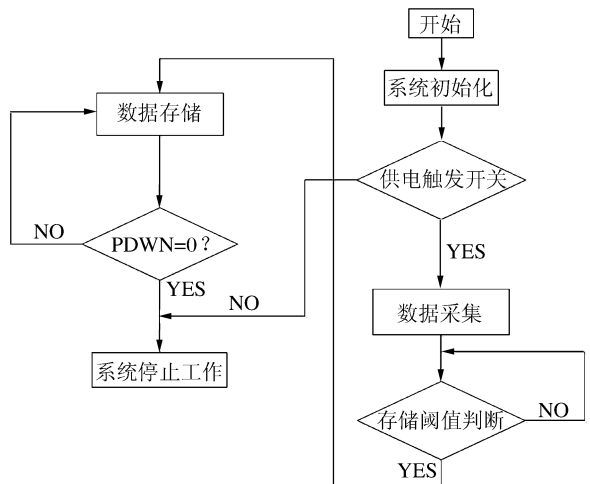 开始
系统初始化
供电触发开关
YES
NO
数据采集
存储阈值判断
NO
YES
数据存储
PDWN=0？
NO
YES
系统停止工作